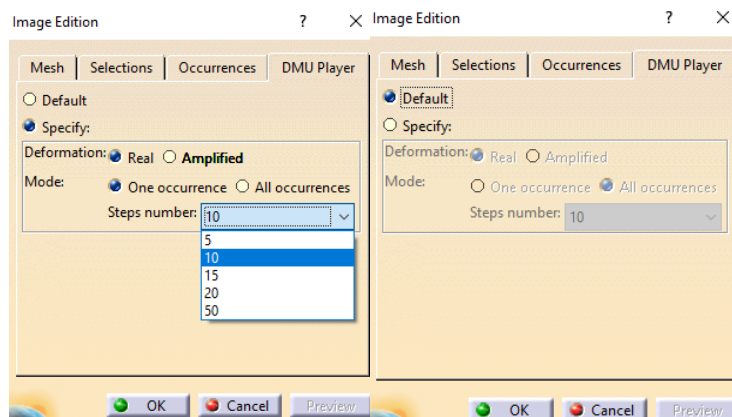 Image Edition ? ×
Mesh Selections Occurrences DMU Player
Default
Specify:
Deformation: Real Amplified
Mode: One occurrence All occurrences
Steps number: 10
5
10
15
20
50
OK Cancel Preview
Image Edition ? ×
Mesh Selections Occurrences DMU Player
Default
Specify:
Deformation: Real Amplified
Mode: One occurrence All occurrences
Steps number: 10
OK Cancel Preview